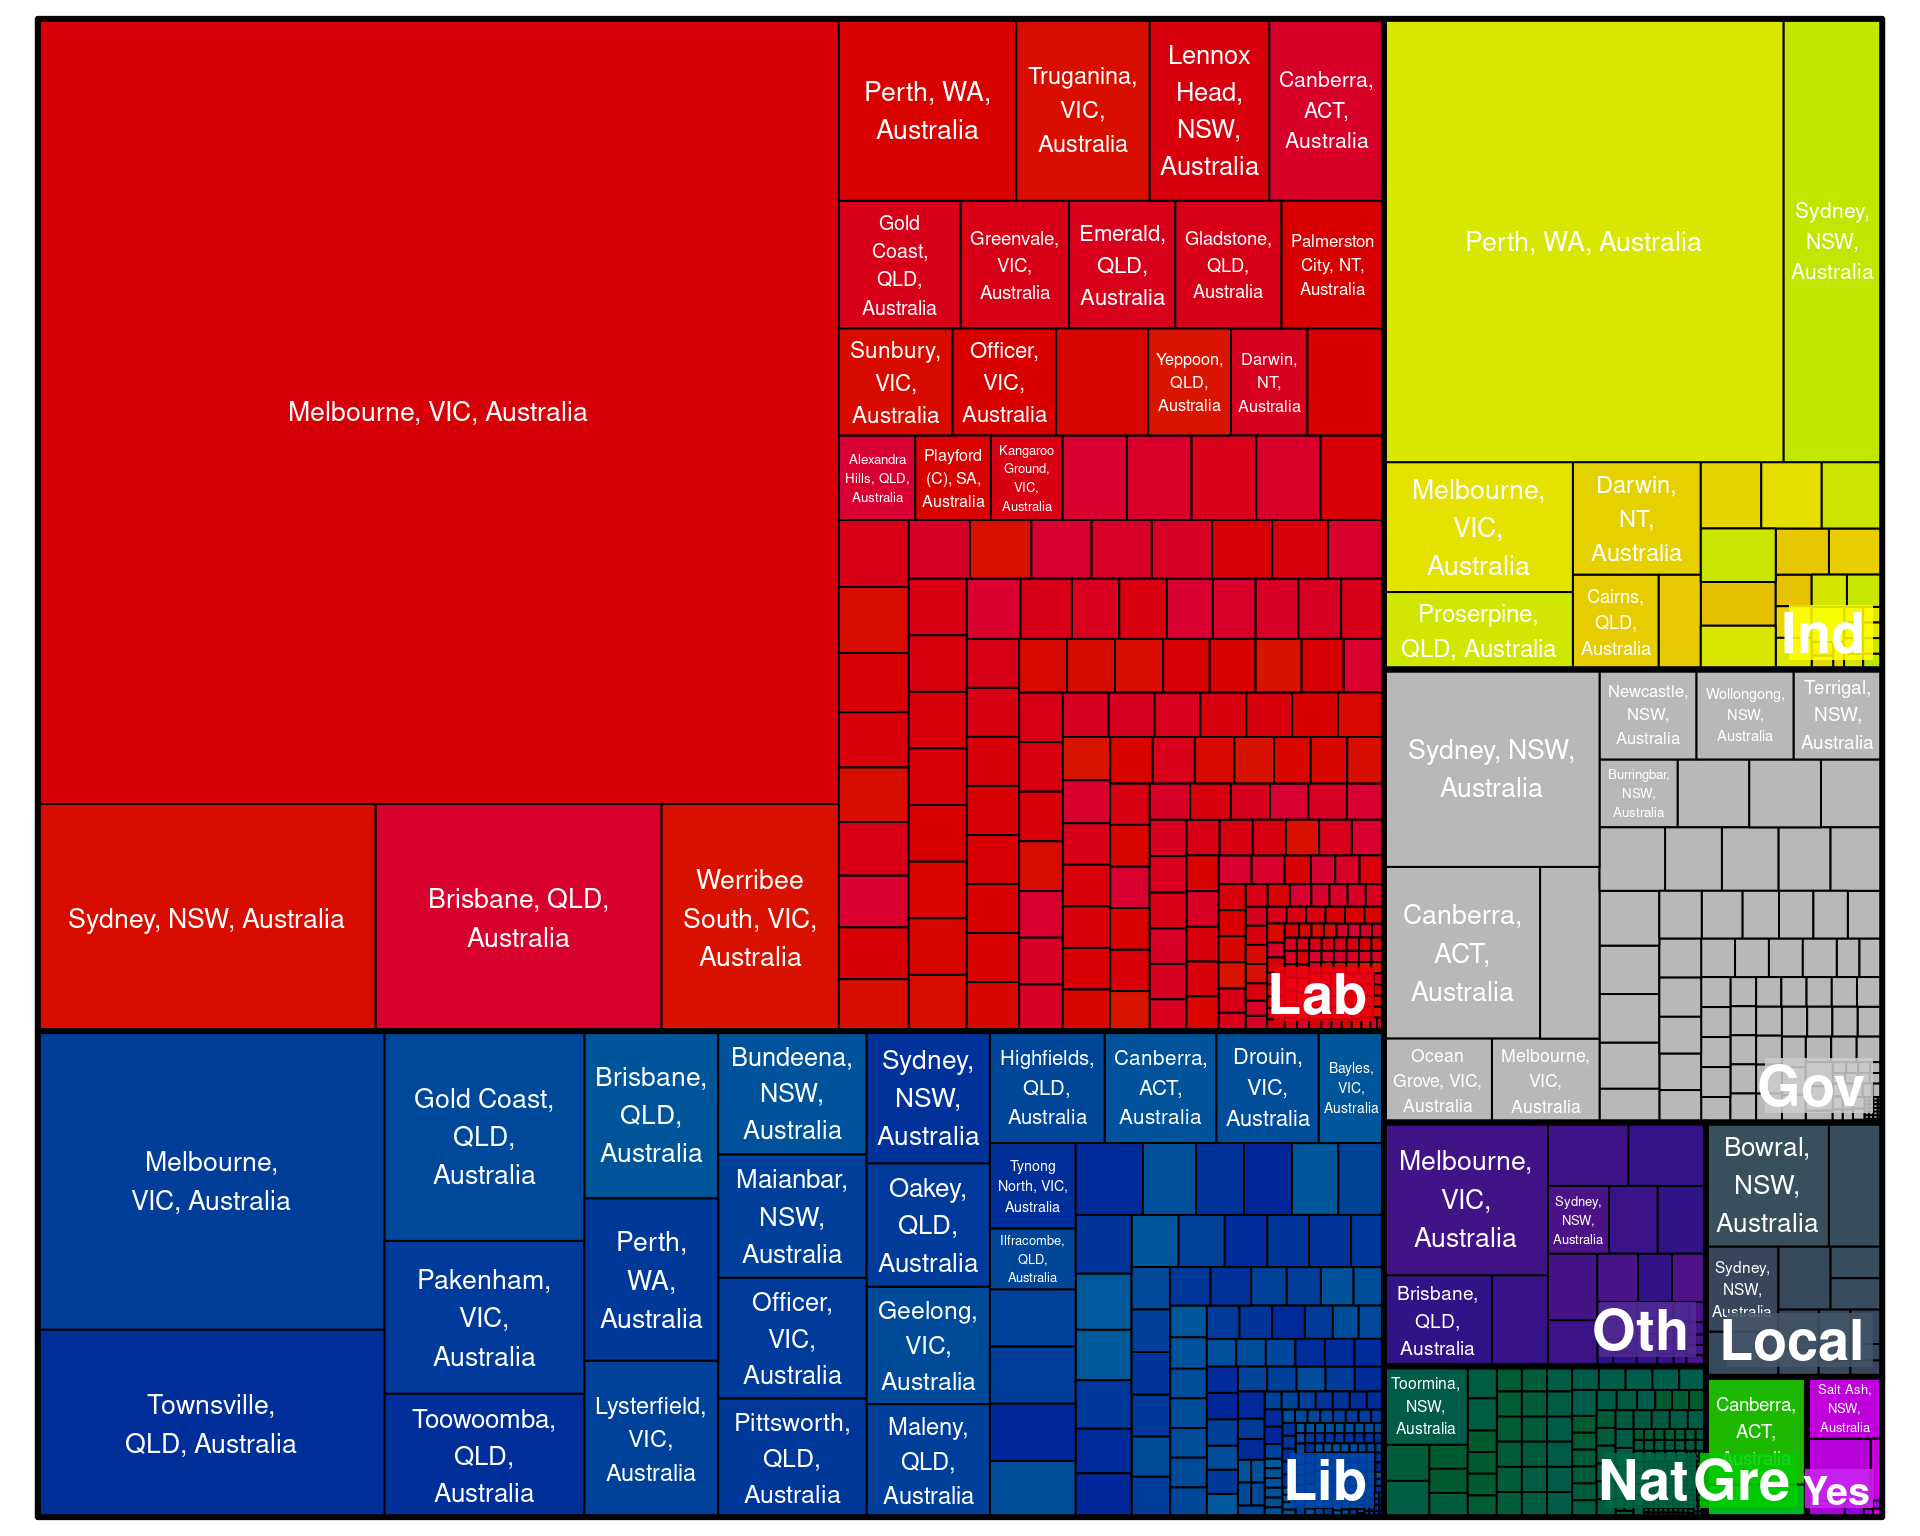 Melbourne, VIC, Australia
Sydney, NSW, Australia
Brisbane, QLD,
Australia
Werribee
South, VIC,
Australia
Perth, WA,
Australia
Truganina,
VIC,
Australia
Lennox
Head,
NSW,
Australia
Canberra,
ACT,
Australia
Gold
Coast,
QLD,
Australia
Greenvale,
VIC,
Australia
Emerald,
QLD,
Australia
Gladstone,
QLD,
Australia
Palmerston
City, NT,
Australia
Sunbury,
VIC,
Australia
Officer,
VIC,
Australia
Yeppoon,
QLD,
Australia
Darwin,
NT,
Australia
Alexandra
Hills, QLD,
Australia
Playford
(C), SA,
Australia
Kangaroo
Ground,
VIC,
Australia
Lab
Perth, WA, Australia
Sydney,
NSW,
Australia
Melbourne,
VIC,
Australia
Darwin,
NT,
Australia
Proserpine,
QLD, Australia
Cairns,
QLD,
Australia
Ind
Sydney, NSW,
Australia
Newcastle,
NSW,
Australia
Wollongong,
NSW,
Australia
Terrigal,
NSW,
Australia
Burringbar,
NSW,
Australia
Canberra,
ACT,
Australia
Ocean
Grove, VIC,
Australia
Melbourne,
VIC,
Australia
Gov
Melbourne,
VIC, Australia
Townsville,
QLD, Australia
Gold Coast,
QLD,
Australia
Pakenham,
VIC,
Australia
Toowoomba,
QLD,
Australia
Brisbane,
QLD,
Australia
Perth,
WA,
Australia
Lysterfield,
VIC,
Australia
Bundeena,
NSW,
Australia
Maianbar,
NSW,
Australia
Officer,
VIC,
Australia
Pittsworth,
QLD,
Australia
Sydney,
NSW,
Australia
Oakey,
QLD,
Australia
Geelong,
VIC,
Australia
Maleny,
QLD,
Australia
Highfields,
QLD,
Australia
Canberra,
ACT,
Australia
Drouin,
VIC,
Australia
Bayles,
VIC,
Australia
Tynong
North, VIC,
Australia
Ilfracombe,
QLD,
Australia
Lib
Melbourne,
VIC,
Australia
Sydney,
NSW,
Australia
Brisbane,
QLD,
Australia
Oth
Bowral,
NSW,
Australia
Sydney,
NSW,
Australia
Local
Toormina,
NSW,
Australia
Nat
Canberra,
ACT,
Australia
Gre
Salt Ash,
NSW,
Australia
Yes